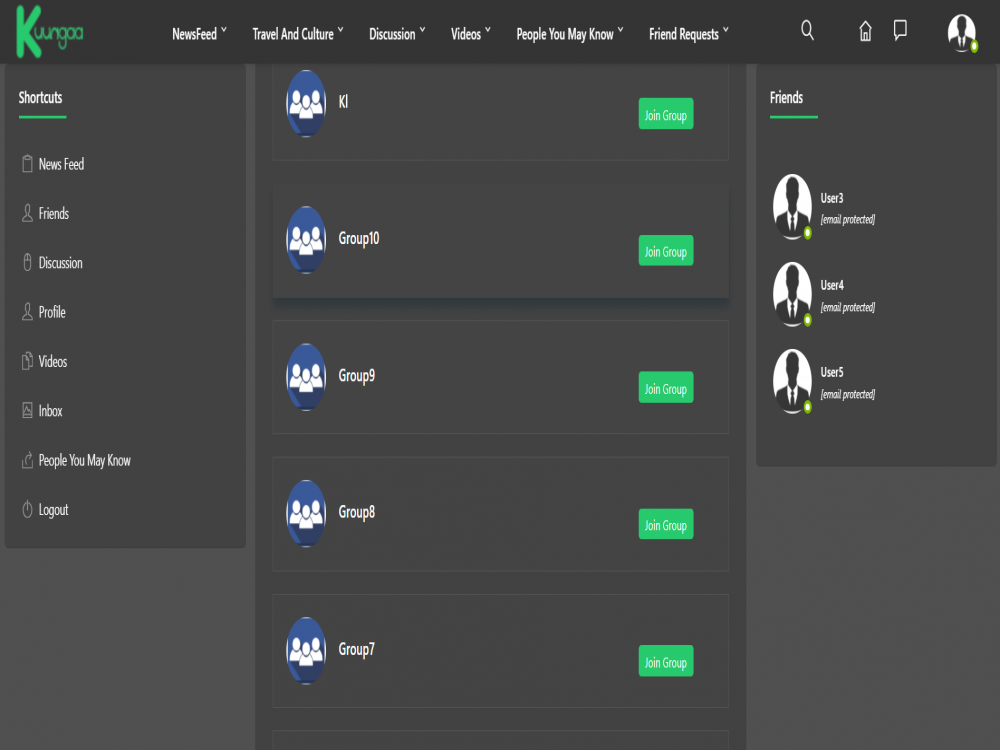 Kuungaa
NewsFeed
Travel And Culture
Discussion
Videos
People You May Know
Friend Requests
Shortcuts
News Feed
Friends
Discussion
Profile
Videos
Inbox
People You May Know
Logout
Kl
Join Group
Group10
Join Group
Group9
Join Group
Group8
Join Group
Group7
Join Group
Friends
User3
[email protected]
User4
[email protected]
User5
[email protected]